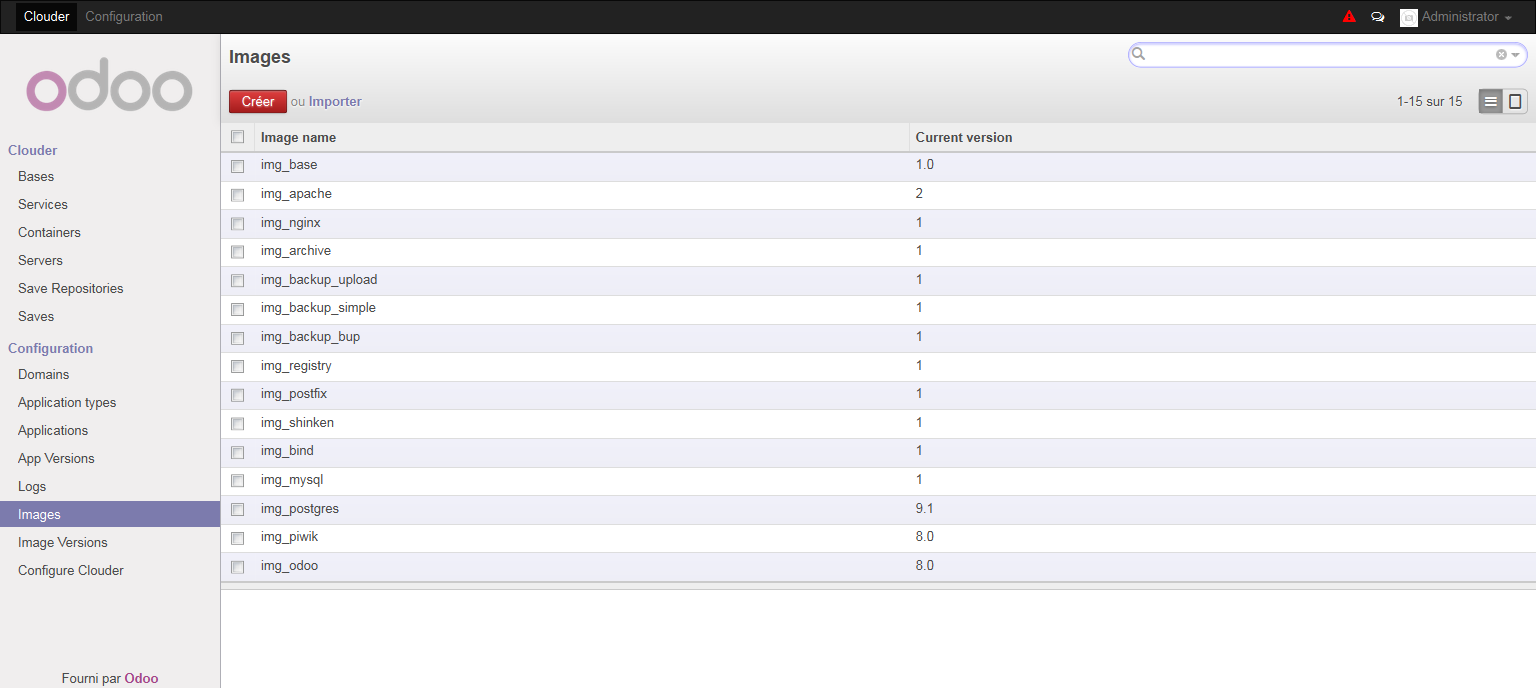 Clouder Configuration Administrator
odoo
Clouder
Bases
Services
Containers
Servers
Save Repositories
Saves
Configuration
Domains
Application types
Applications
App Versions
Logs
Images
Image Versions
Configure Clouder
Fourni par Odoo
Images
Créer ou Importer 1-15 sur 15
Image name Current version
img_base 1.0
img_apache 2
img_nginx 1
img_archive 1
img_backup_upload 1
img_backup_simple 1
img_backup_bup 1
img_registry 1
img_postfix 1
img_shinken 1
img_bind 1
img_mysql 1
img_postgres 9.1
img_piwik 8.0
img_odoo 8.0